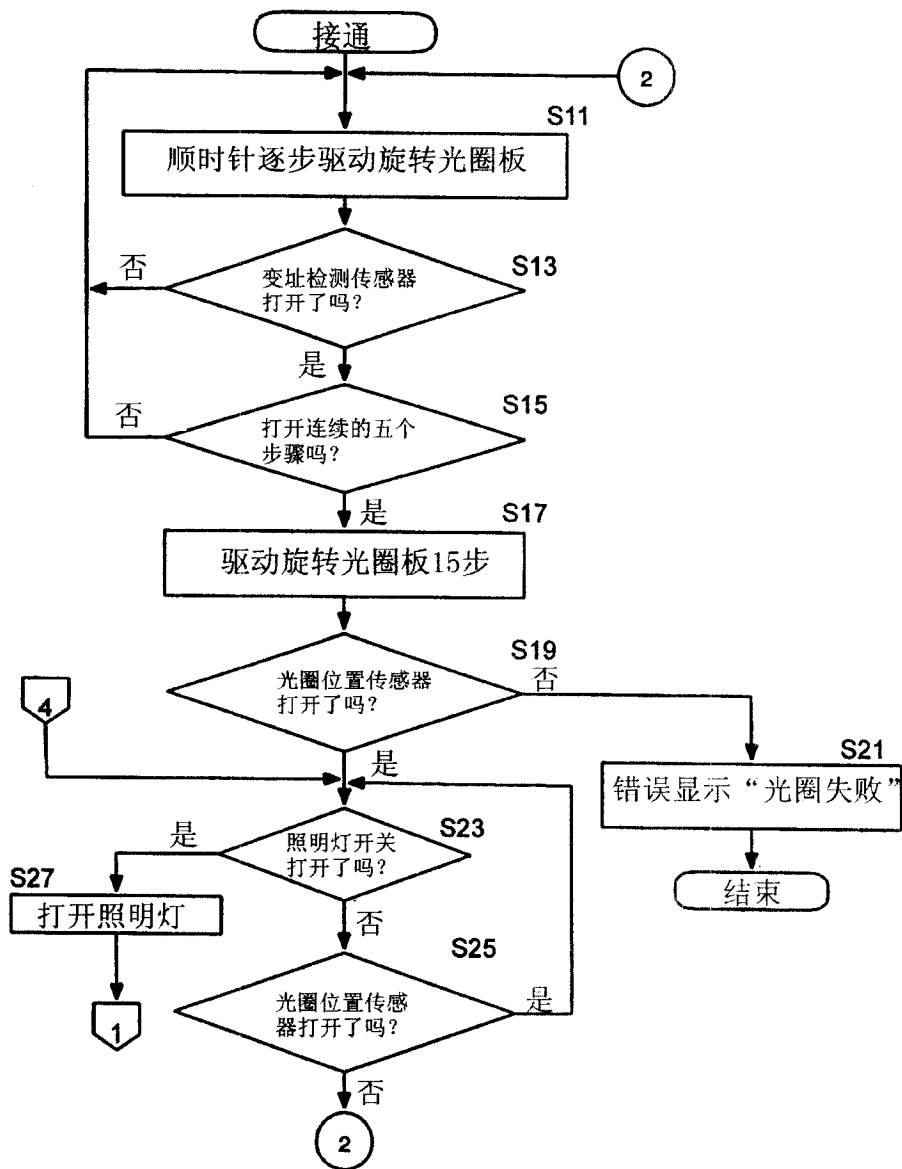 接通
2
S11
顺时针逐步驱动旋转光圈板
否
S13
变址检测传感器
打开了吗？
是
S15
否
打开连续的五个
步骤吗？
是
S17
驱动旋转光圈板15步
S19
光圈位置传感器
打开了吗？
否
4
是
S21
错误显示“光圈失败”
是
S23
照明灯开关
打开了吗？
S27
打开照明灯
结束
否
S25
光圈位置传感
器打开了吗？
是
1
否
2